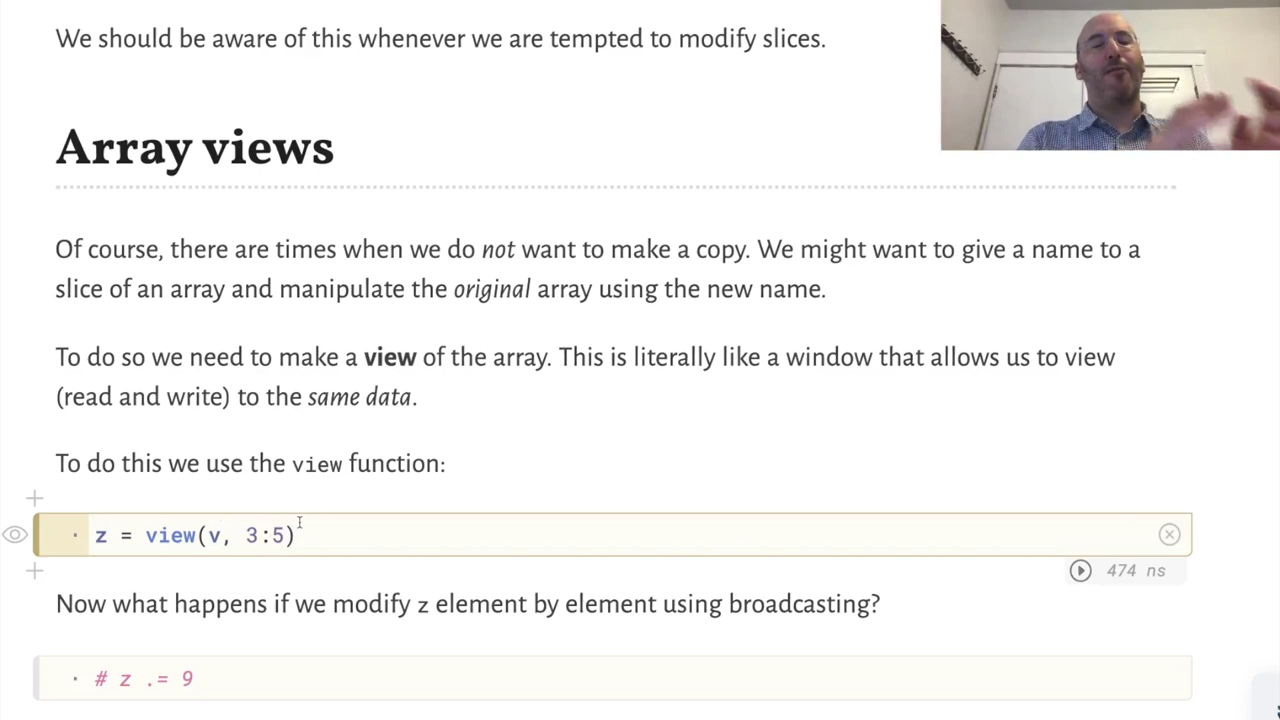 We should be aware of this whenever we are tempted to modify slices.
Array views
Of course, there are times when we do not want to make a copy. We might want to give a name to a
slice of an array and manipulate the original array using the new name.
To do so we need to make a view of the array. This is literally like a window that allows us to view
(read and write) to the same data.
To do this we use the view function:
z = view(v, 3:5)
474 ns
Now what happens if we modify z element by element using broadcasting?
# z .= 9